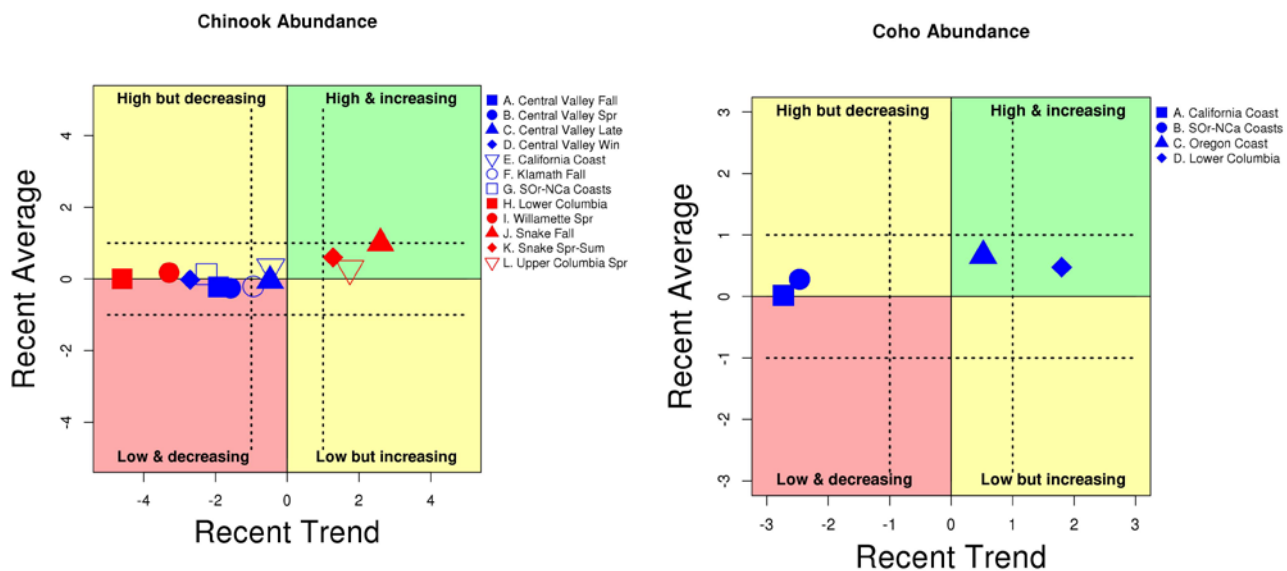 Chinook Abundance
High but decreasing
High & increasing
Low & decreasing
Low but increasing
4
2
0
-2
-4
Recent Average
-4
-2
0
2
4
Recent Trend
A. Central Valley Fall
B. Central Valley Spr
C. Central Valley Late
D. Central Valley Win
E. California Coast
F. Klamath Fall
G. SOr-NCa Coasts
H. Lower Columbia
I. Willamette Spr
J. Snake Fall
K. Snake Spr-Sum
L. Upper Columbia Spr
Coho Abundance
High but decreasing
High & increasing
Low & decreasing
Low but increasing
3
2
1
0
-1
-2
-3
Recent Average
-3
-2
-1
0
1
2
3
Recent Trend
A. California Coast
B. SOr-NCa Coasts
C. Oregon Coast
D. Lower Columbia